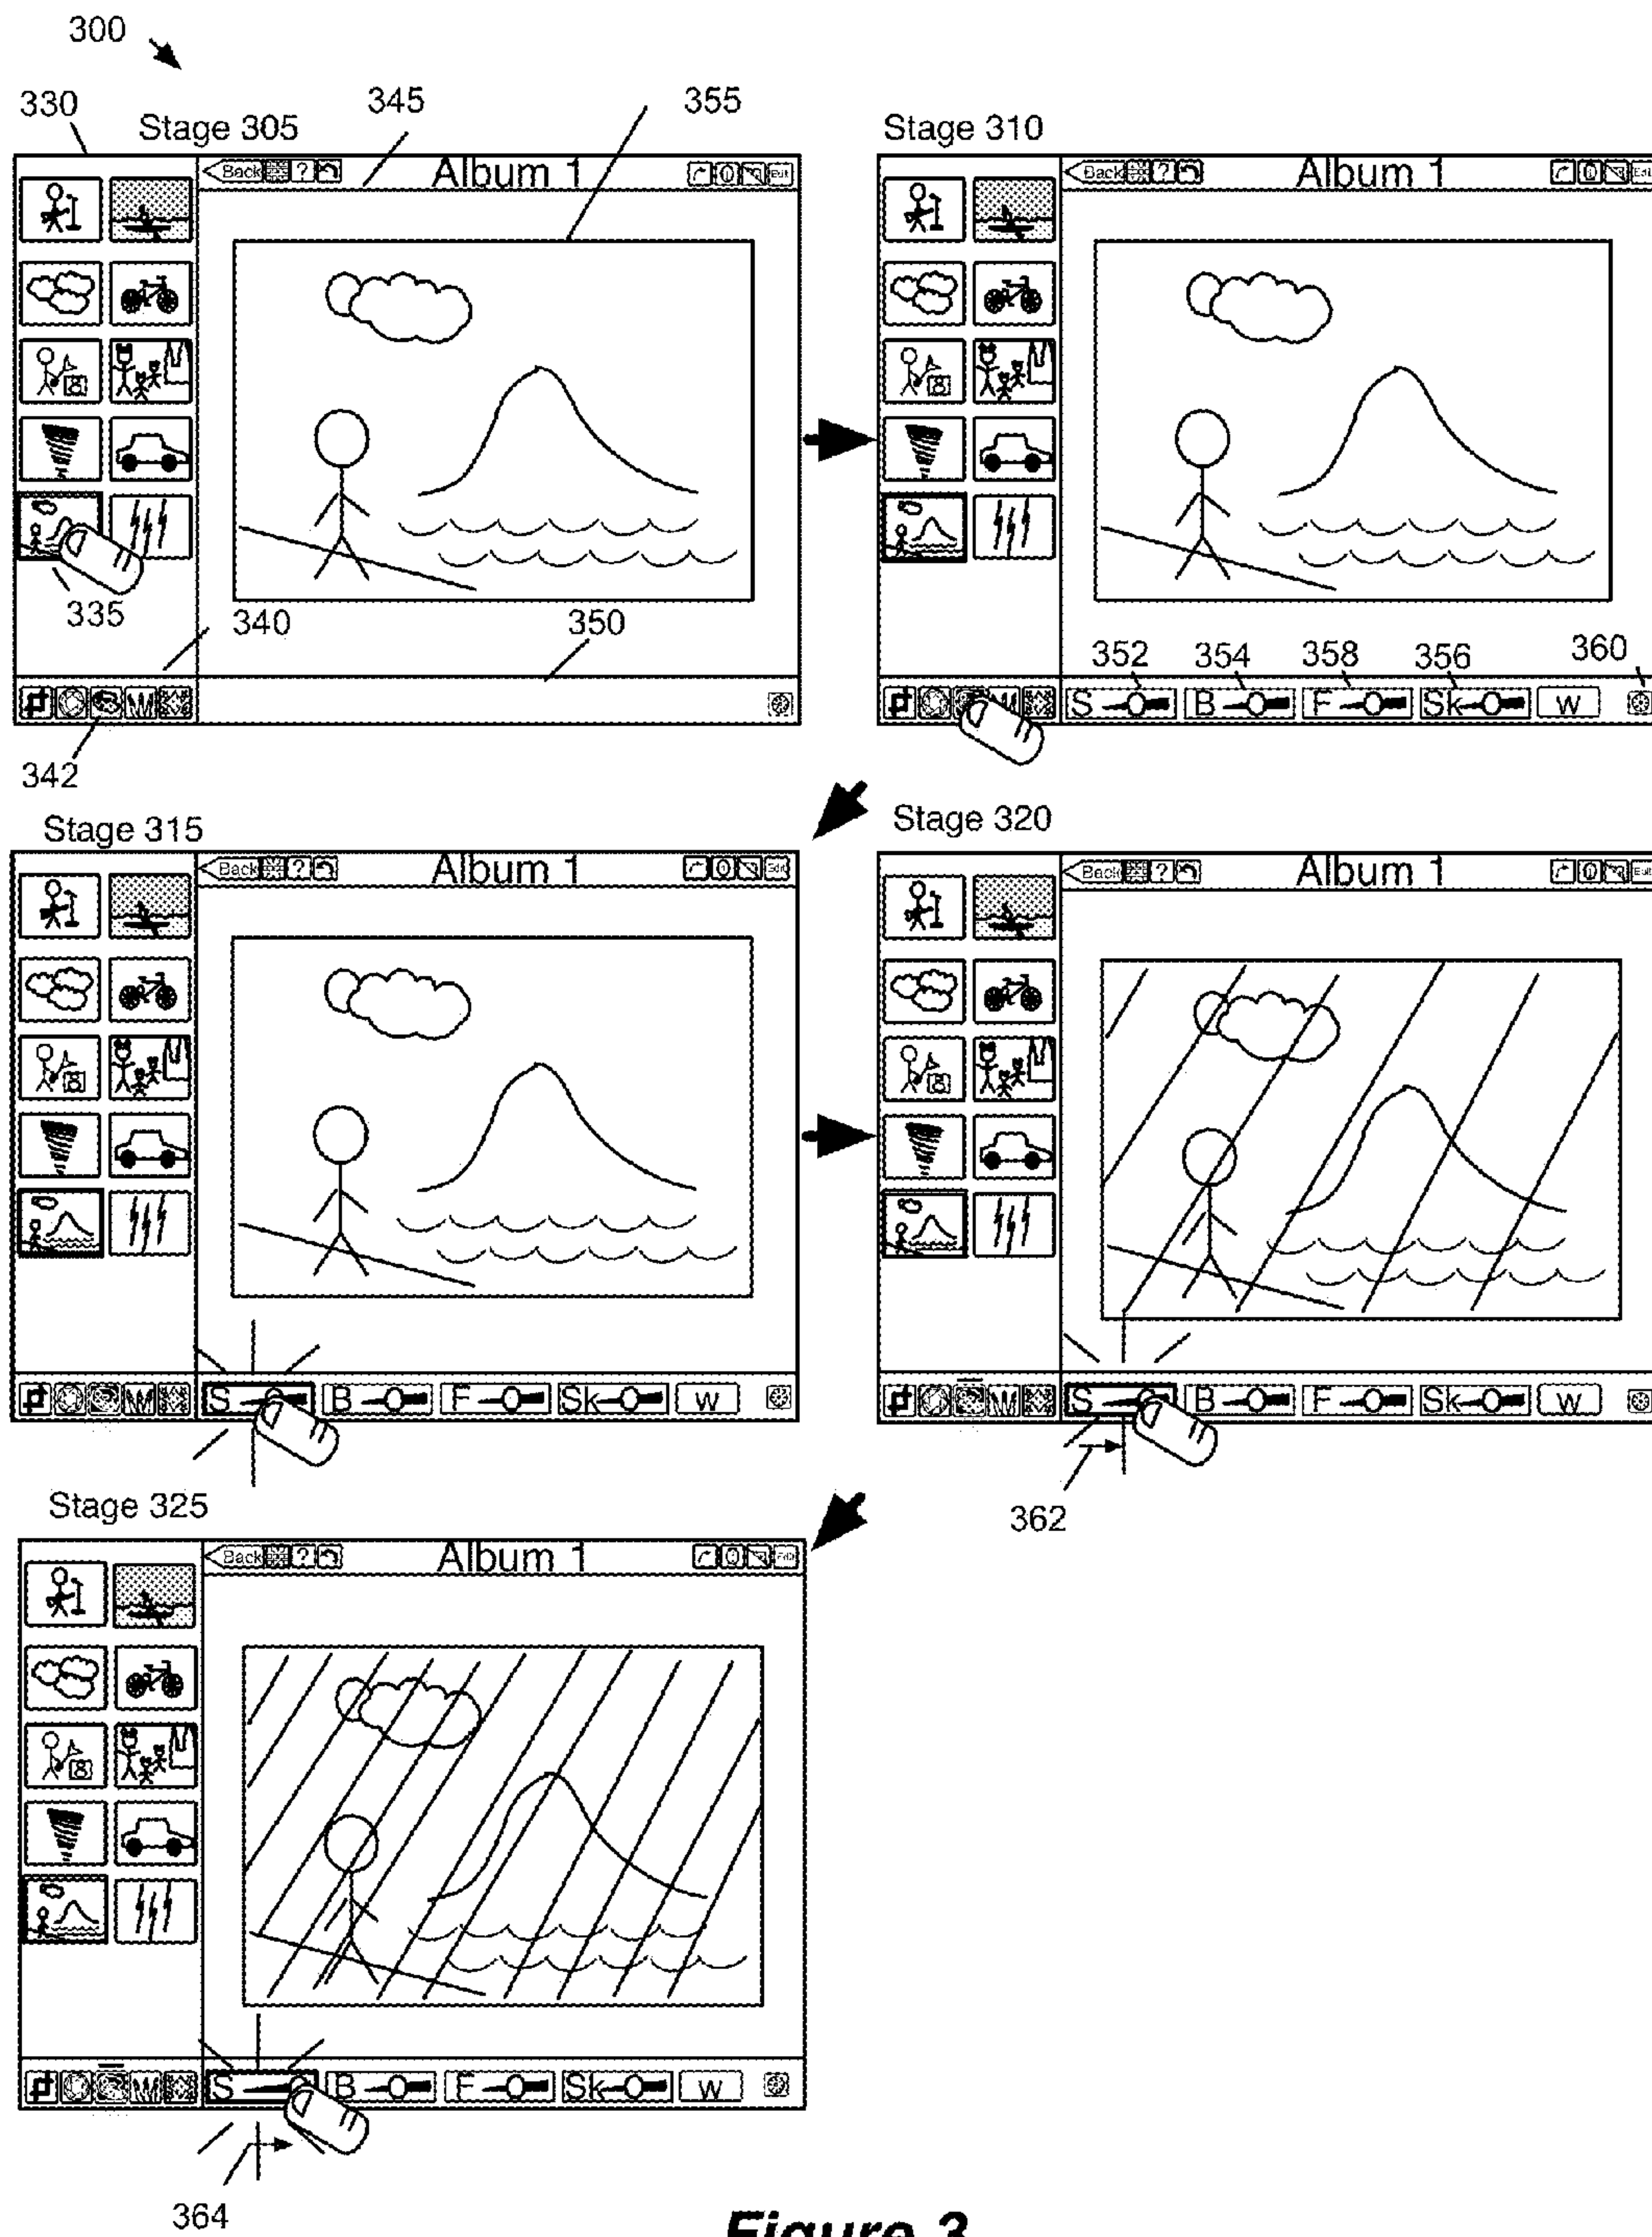 300
330
345
355
Stage 305
Stage 310
Back ? Album 1
Back ? Album 1
335
340
350
352
354
358
356
360
S B F Sk W
342
Stage 315
Stage 320
Back ? Album 1
Back ? Album 1
S B F Sk W
S B F Sk W
362
Stage 325
Back ? Album 1
S B F Sk W
364
Figure 3